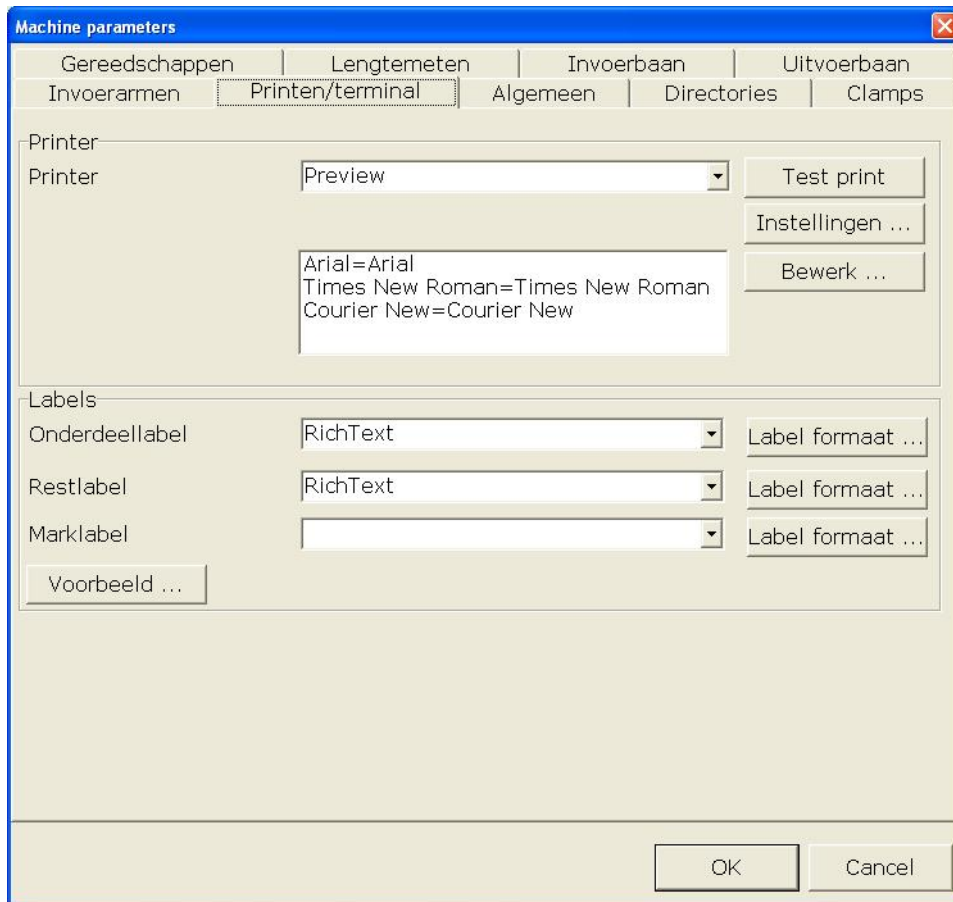 Machine parameters
Gereedschappen Lengtemeten Invoerbaan Uitvoerbaan
Invoerarmen Printen/terminal Algemeen Directories Clamps
Printer
Printer Preview Test print
Instellingen ...
Arial=Arial Bewerk ...
Times New Roman=Times New Roman
Courier New=Courier New
Labels
Onderdeellabel RichText Label formaat ...
Restlabel RichText Label formaat ...
Marklabel Label formaat ...
Voorbeeld ...
OK Cancel